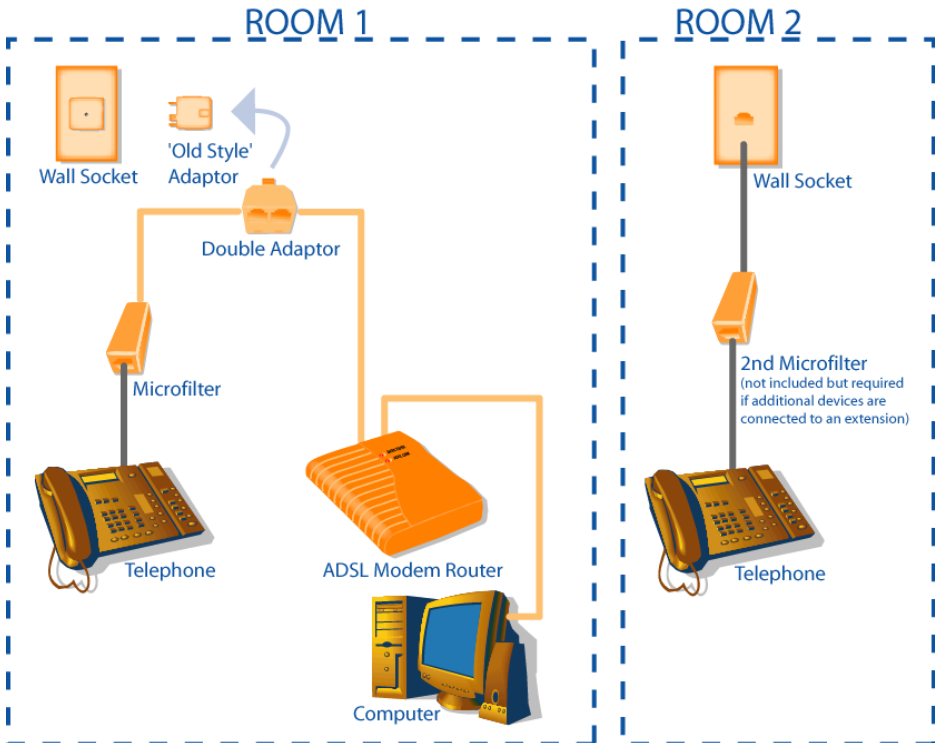 ROOM 1
Wall Socket
'Old Style'
Adaptor
Double Adaptor
Microfilter
Telephone
ADSL Modem Router
Computer
ROOM 2
Wall Socket
2nd Microfilter
(not included but required
if additional devices are
connected to an extension)
Telephone